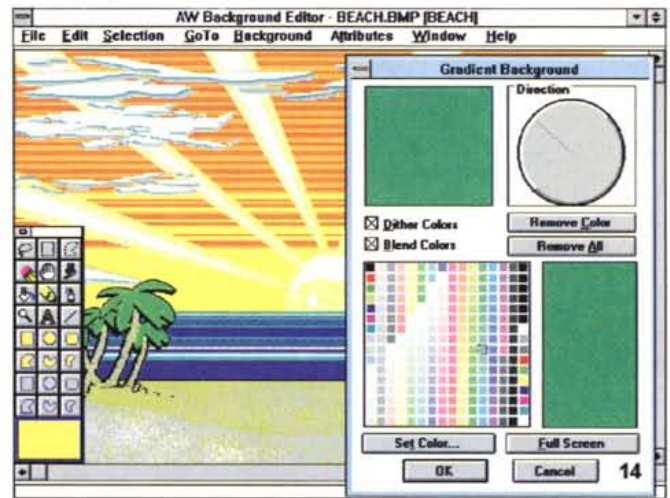 AW Background Editor - BEACH.BMP [BEACH]
File Edit Selection GoTo Background Attributes Window Help
Gradient Background
Direction
Dither Colors
Blend Colors
Remove Color
Remove All
A
Set Color...
Full Screen
OK
Cancel
14